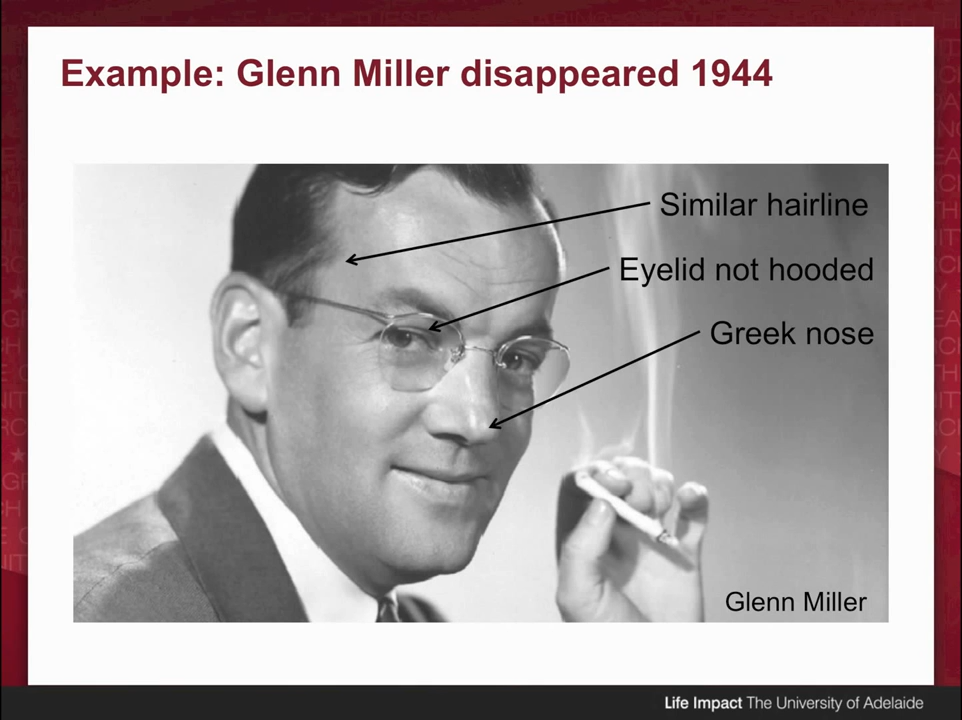 Example: Glenn Miller disappeared 1944
Similar hairline
Eyelid not hooded
Greek nose
Glenn Miller
Life Impact The University of Adelaide